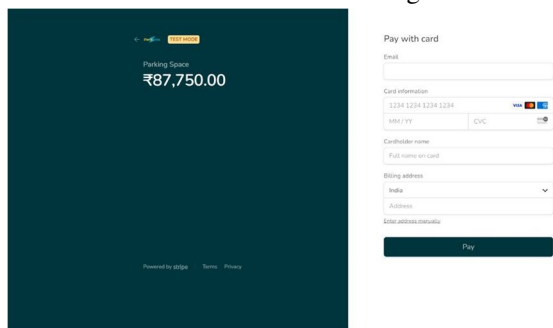 TEST MODE
Parking Space
₹87,750.00
Powered by stripe Terms Privacy
Pay with card
Email
Card information
1234 1234 1234 1234 VISA
MM / YY CVC
Cardholder name
Full name on card
Billing address
India
Address
Enter address manually
Pay